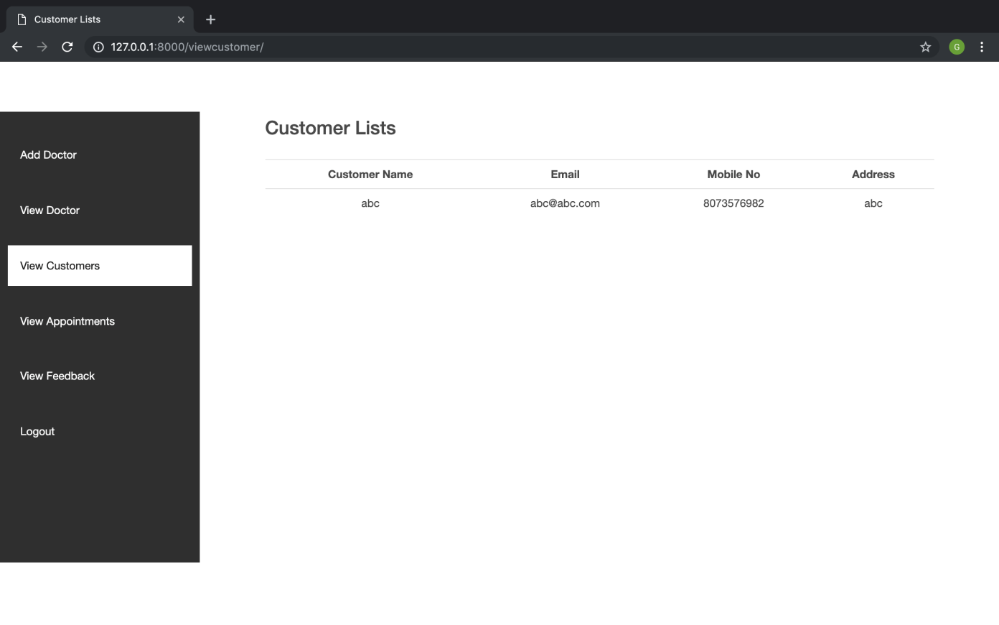 Customer Lists
127.0.0.1:8000/viewcustomer/
G
Add Doctor
View Doctor
View Customers
View Appointments
View Feedback
Logout
Customer Lists
Customer Name Email Mobile No Address
abc abc@abc.com 8073576982 abc